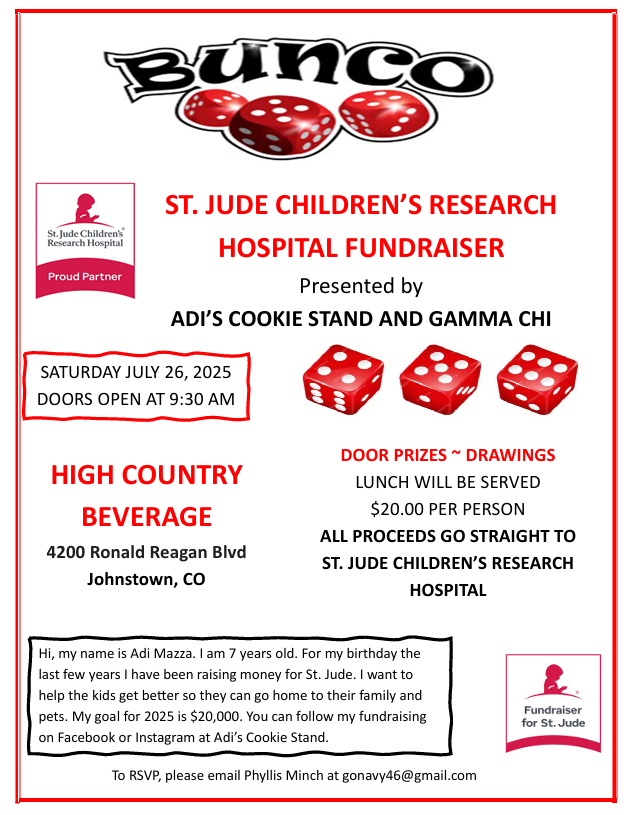 BUNCO
St. Jude Children's
Research Hospital
Proud Partner
ST. JUDE CHILDREN'S RESEARCH
HOSPITAL FUNDRAISER
Presented by
ADI'S COOKIE STAND AND GAMMA CHI
SATURDAY JULY 26, 2025
DOORS OPEN AT 9:30 AM
HIGH COUNTRY
BEVERAGE
4200 Ronald Reagan Blvd
Johnstown, CO
DOOR PRIZES ~ DRAWINGS
LUNCH WILL BE SERVED
$20.00 PER PERSON
ALL PROCEEDS GO STRAIGHT TO
ST. JUDE CHILDREN'S RESEARCH
HOSPITAL
Hi, my name is Adi Mazza. I am 7 years old. For my birthday the
last few years I have been raising money for St. Jude. I want to
help the kids get better so they can go home to their family and
pets. My goal for 2025 is $20,000. You can follow my fundraising
on Facebook or Instagram at Adi's Cookie Stand.
Fundraiser
for St. Jude
To RSVP, please email Phyllis Minch at gonavy46@gmail.com